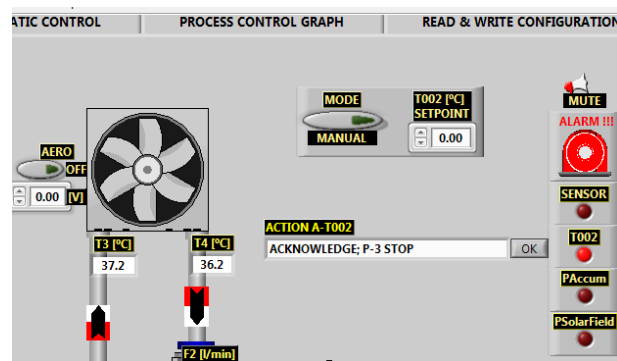 ATIC CONTROL
PROCESS CONTROL GRAPH
READ & WRITE CONFIGURATION
MODE
MANUAL
T002 [ºC]
SETPOINT
0.00
MUTE
ALARM !!!
AERO
OFF
0.00 [V]
SENSOR
T002
PAccum
PSolarField
ACTION A-T002
ACKNOWLEDGE; P-3 STOP
OK
T3 [ºC]
37.2
T4 [ºC]
36.2
F2 [l/min]